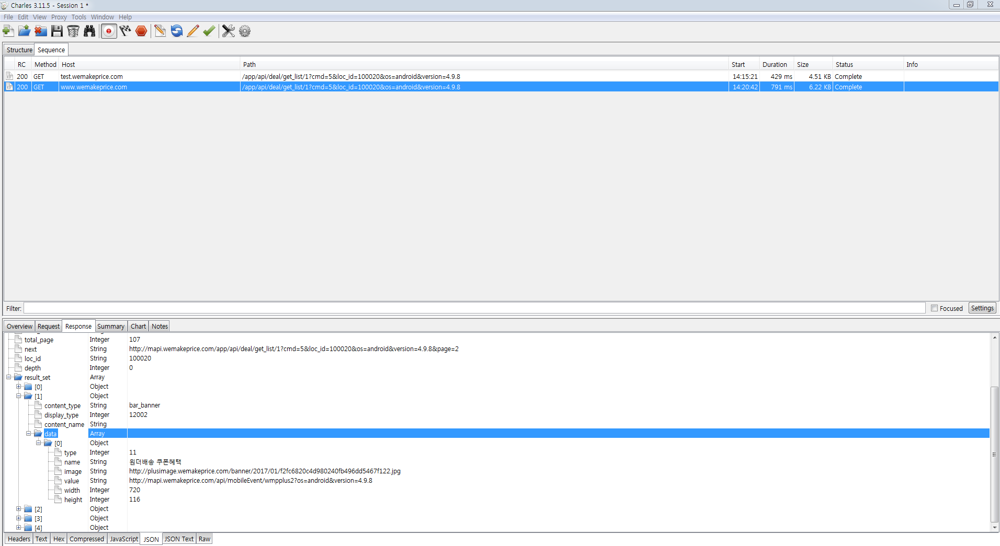 Charles 3.11.5 - Session 1 *
File Edit View Proxy Tools Window Help
Structure Sequence
RC Method Host Path Start Duration Size Status Info
200 GET test.wemakeprice.com /app/api/deal/get_list/1?cmd=5&loc_id=100020&os=android&version=4.9.8 14:15:21 429 ms 4.51 KB Complete
200 GET www.wemakeprice.com /app/api/deal/get_list/1?cmd=5&loc_id=100020&os=android&version=4.9.8 14:20:42 791 ms 6.22 KB Complete
Filter: Focused Settings
Overview Request Response Summary Chart Notes
total_page Integer 107
next String http://mapi.wemakeprice.com/app/api/deal/get_list/1?cmd=5&loc_id=100020&os=android&version=4.9.8&page=2
loc_id String 100020
depth Integer 0
result_set Array
[0] Object
[1] Object
content_type String bar_banner
display_type Integer 12002
content_name String
data Array
[0] Object
type Integer 11
name String 원더배송 쿠폰혜택
image String http://plusimage.wemakeprice.com/banner/2017/01/f2fc6820c4d980240fb496dd5467f122.jpg
value String http://mapi.wemakeprice.com/api/mobileEvent/wmpplus2?os=android&version=4.9.8
width Integer 720
height Integer 116
[2] Object
[3] Object
[4] Object
Headers Text Hex Compressed JavaScript JSON JSON Text Raw